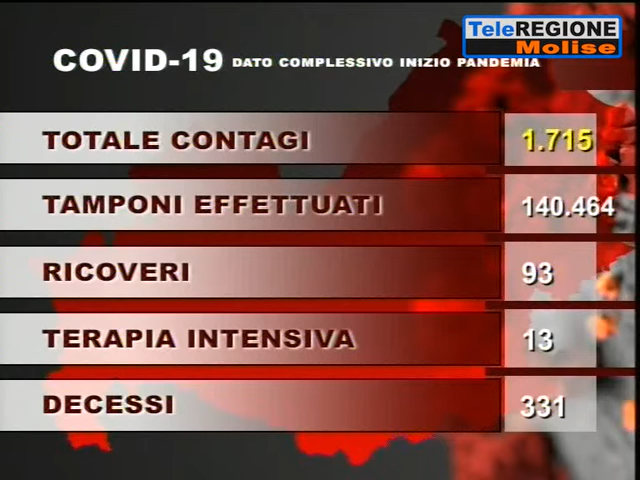 TeleREGIONE
Molise
COVID-19 DATO COMPLESSIVO INIZIO PANDEMIA
TOTALE CONTAGI 1.715
TAMPONI EFFETTUATI 140.464
RICOVERI 93
TERAPIA INTENSIVA 13
DECESSI 331